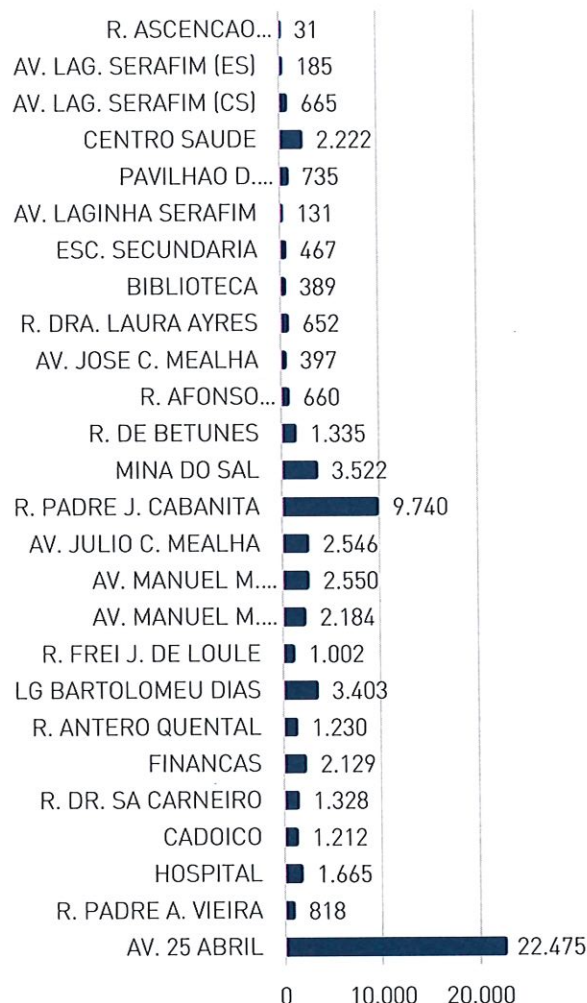 R. ASCENCAO... 31
AV. LAG. SERAFIM (ES) 185
AV. LAG. SERAFIM (CS) 665
CENTRO SAUDE 2.222
PAVILHAO D.... 735
AV. LAGINHA SERAFIM 131
ESC. SECUNDARIA 467
BIBLIOTECA 389
R. DRA. LAURA AYRES 652
AV. JOSE C. MEALHA 397
R. AFONSO... 660
R. DE BETUNES 1.335
MINA DO SAL 3.522
R. PADRE J. CABANITA 9.740
AV. JULIO C. MEALHA 2.546
AV. MANUEL M.... 2.550
AV. MANUEL M.... 2.184
R. FREI J. DE LOULE 1.002
LG BARTOLOMEU DIAS 3.403
R. ANTERO QUENTAL 1.230
FINANCAS 2.129
R. DR. SA CARNEIRO 1.328
CADOICO 1.212
HOSPITAL 1.665
R. PADRE A. VIEIRA 818
AV. 25 ABRIL 22.475
0 10.000 20.000